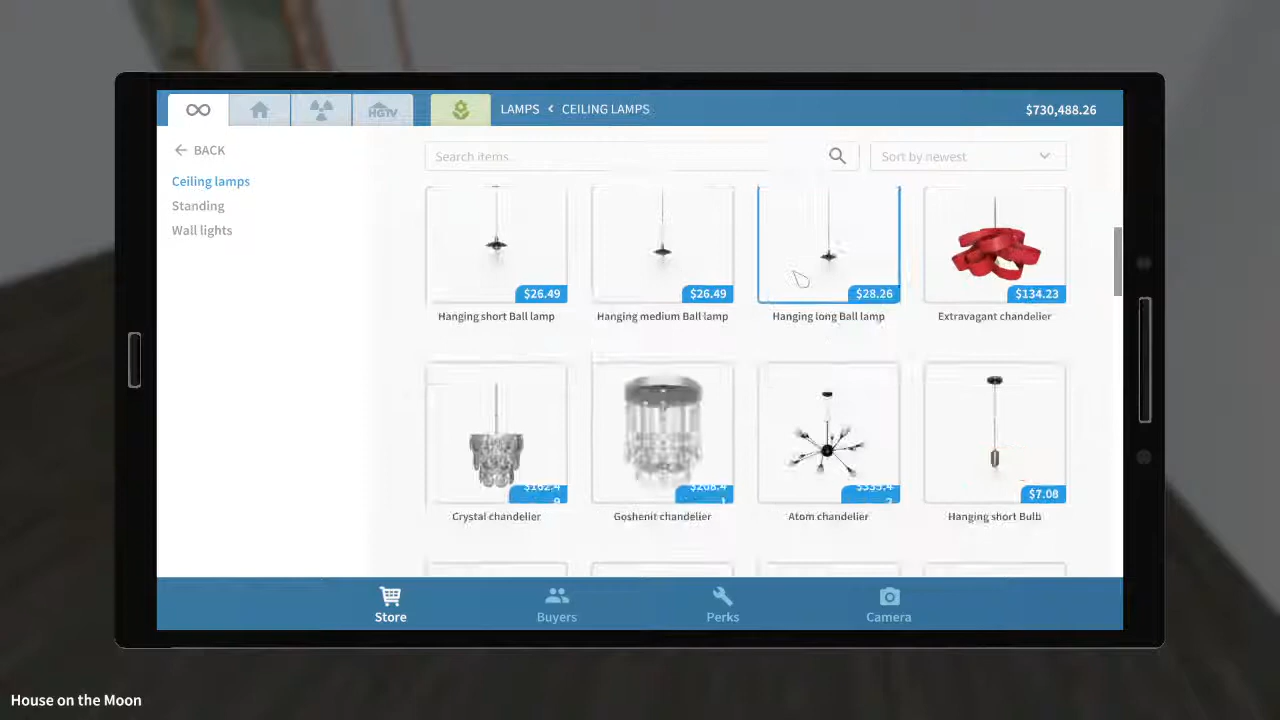 HGTV
LAMPS < CEILING LAMPS
$730,488.26
BACK
Search items...
Sort by newest
Ceiling lamps
Standing
Wall lights
$26.49
$26.49
$28.26
$134.23
Hanging short Ball lamp
Hanging medium Ball lamp
Hanging long Ball lamp
Extravagant chandelier
$7.08
Crystal chandelier
Goshenit chandelier
Atom chandelier
Hanging short Bulb
Store
Buyers
Perks
Camera
House on the Moon